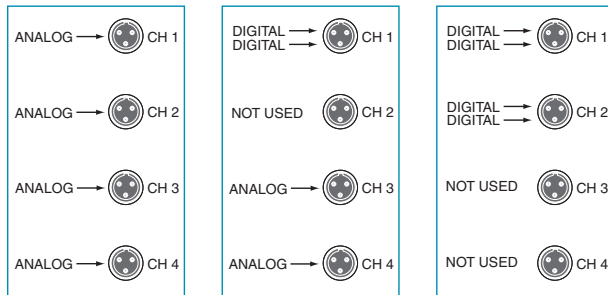 ANALOG CH 1
ANALOG CH 2
ANALOG CH 3
ANALOG CH 4
DIGITAL
DIGITAL
CH 1
NOT USED CH 2
ANALOG CH 3
ANALOG CH 4
DIGITAL
DIGITAL
CH 1
DIGITAL
DIGITAL
CH 2
NOT USED CH 3
NOT USED CH 4